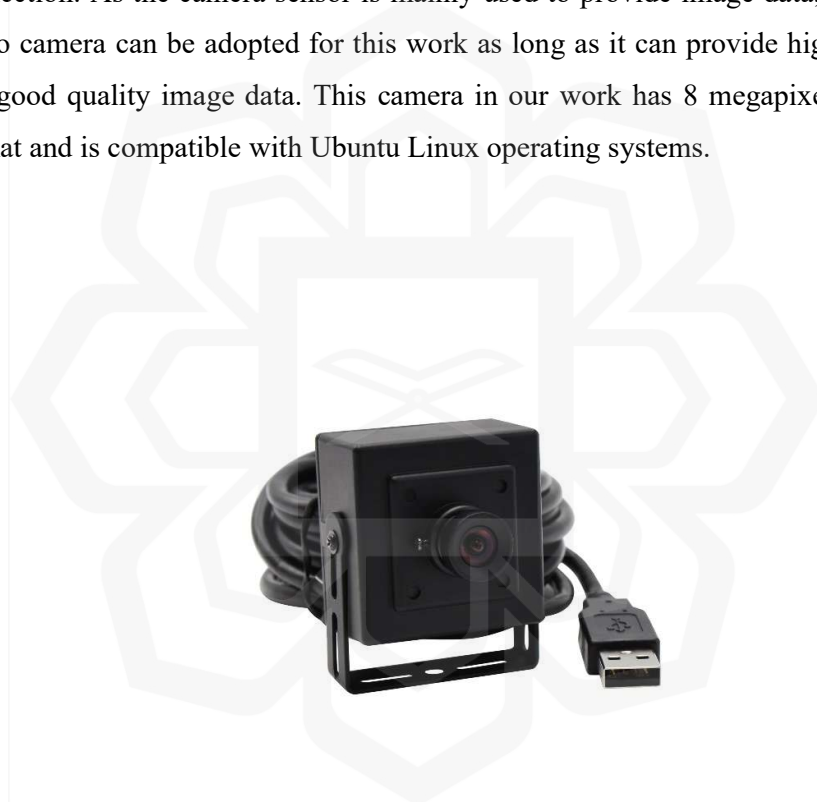 ection. As the camera sensor is mainly used to provide image data,
o camera can be adopted for this work as long as it can provide hig
good quality image data. This camera in our work has 8 megapixe
at and is compatible with Ubuntu Linux operating systems.